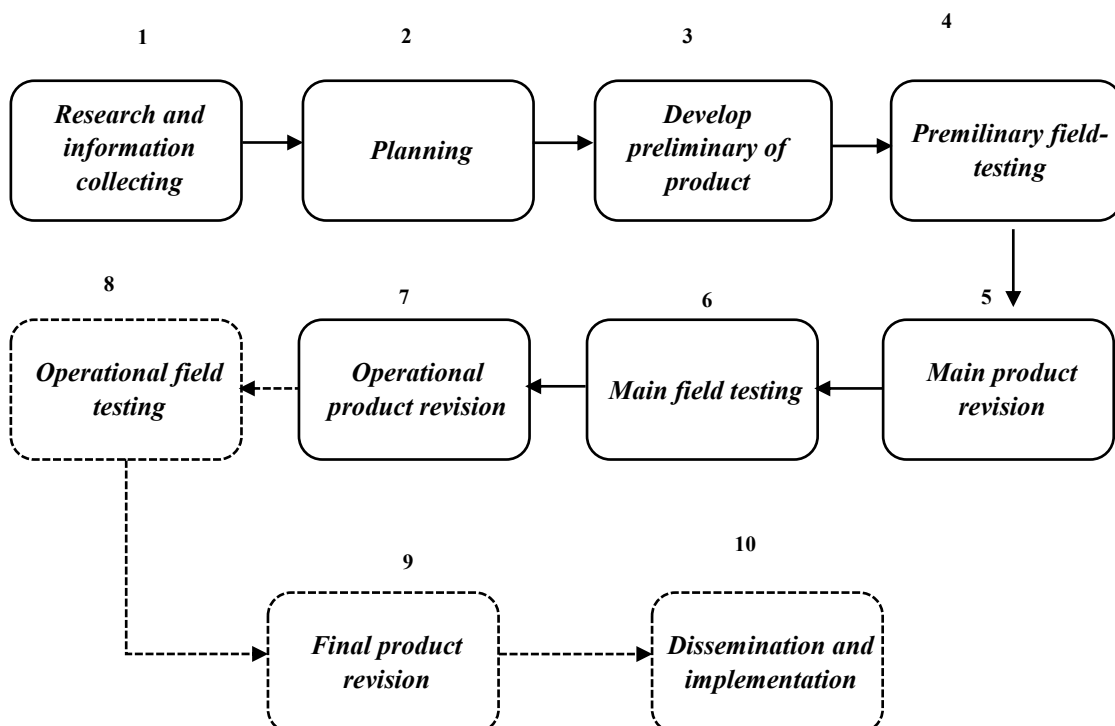 1
Research and
information
collecting
2
Planning
3
Develop
preliminary of
product
4
Premilinary field-
testing
5
Main product
revision
6
Main field testing
7
Operational
product revision
8
Operational field
testing
9
Final product
revision
10
Dissemination and
implementation